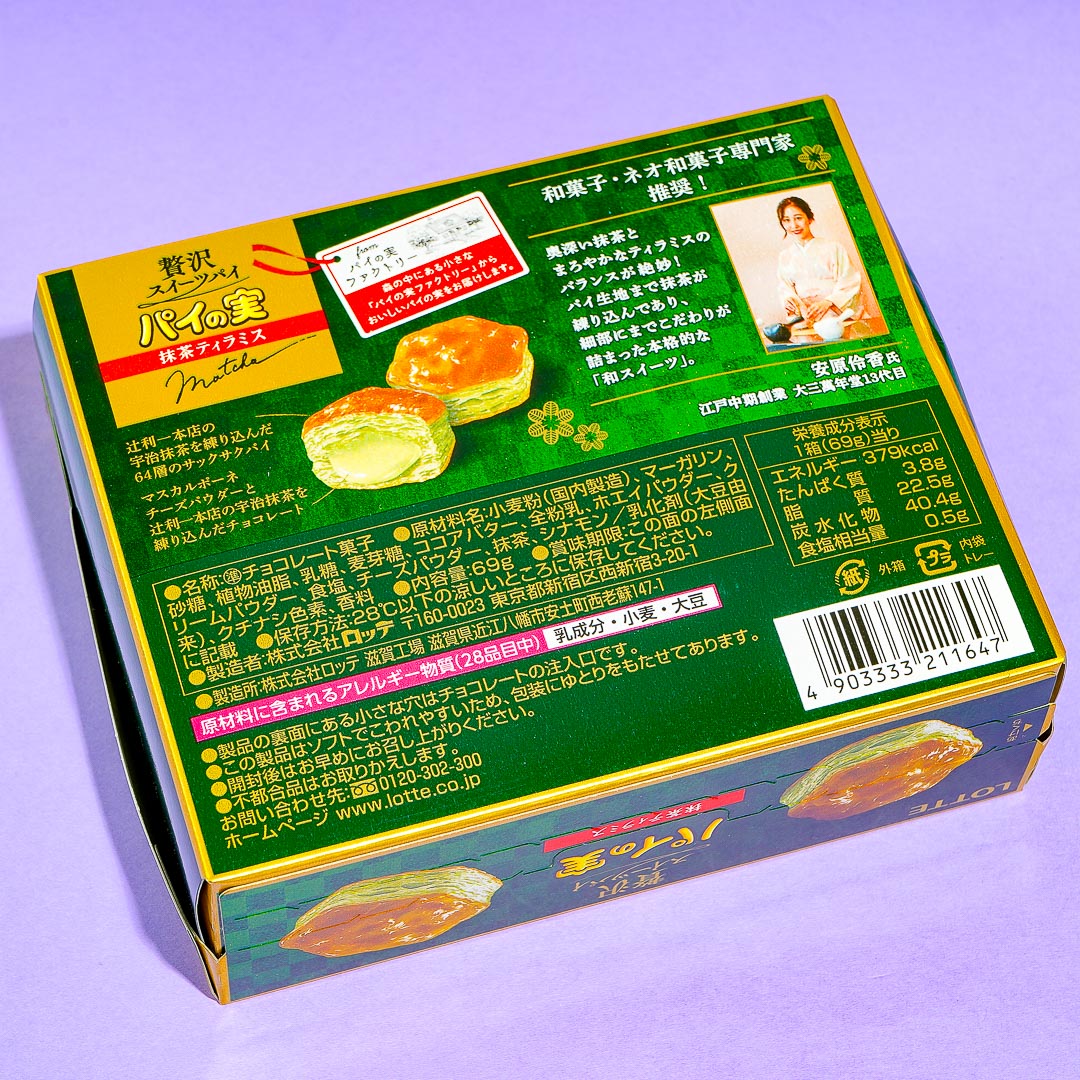 贅沢
スイーツパイ
パイの実
抹茶ティラミス
Matcha
from
パイの実
ファクトリー
森の中にある小さな
「パイの実ファクトリー」から
おいしいパイの実をお届けします。
和菓子・ネオ和菓子専門家
推奨!
奥深い抹茶と
まろやかなティラミスの
バランスが絶妙!
パイ生地まで抹茶が
練り込んであり、
細部にまでこだわりが
詰まった本格的な
「和スイーツ」。
安原伶香氏
江戸中期創業 大三萬年堂13代目
辻利一本店の
宇治抹茶を練り込んだ
64層のサックサクパイ
マスカルポーネ
チーズパウダーと
辻利一本店の宇治抹茶を
練り込んだチョコレート
●名称:準チョコレート菓子 ●原材料名:小麦粉(国内製造)、マーガリン、
砂糖、植物油脂、乳糖、麦芽糖、ココアバター、全粉乳、ホエイパウダー、ク
リームパウダー、食塩、チーズパウダー、抹茶、シナモン/乳化剤(大豆由
来)、クチナシ色素、香料 ●内容量:69g ●賞味期限:この面の左側面
に記載 ●保存方法:28℃以下の涼しいところに保存してください。
●製造者:株式会社ロッテ 〒160-0023 東京都新宿区西新宿3-20-1
●製造所:株式会社ロッテ 滋賀工場 滋賀県近江八幡市安土町西老蘇147-1
原材料に含まれるアレルギー物質(28品目中) 乳成分・小麦・大豆
●製品の裏面にある小さな穴はチョコレートの注入口です。
●この製品はソフトでこわれやすいため、包装にゆとりをもたせてあります。
●開封後はお早めにお召し上がりください。
●不都合品はお取りかえします。
お問い合わせ先:0120-302-300
ホームページ www.lotte.co.jp
栄養成分表示
1箱(69g)当り
エネルギー 379kcal
たんぱく質 3.8g
脂質 22.5g
炭水化物 40.4g
食塩相当量 0.5g
紙 外箱 プラ 内袋
トレー
4 903333 211647
LOTTE
抹茶ティラミス
パイの実
スイーツパイ
贅沢